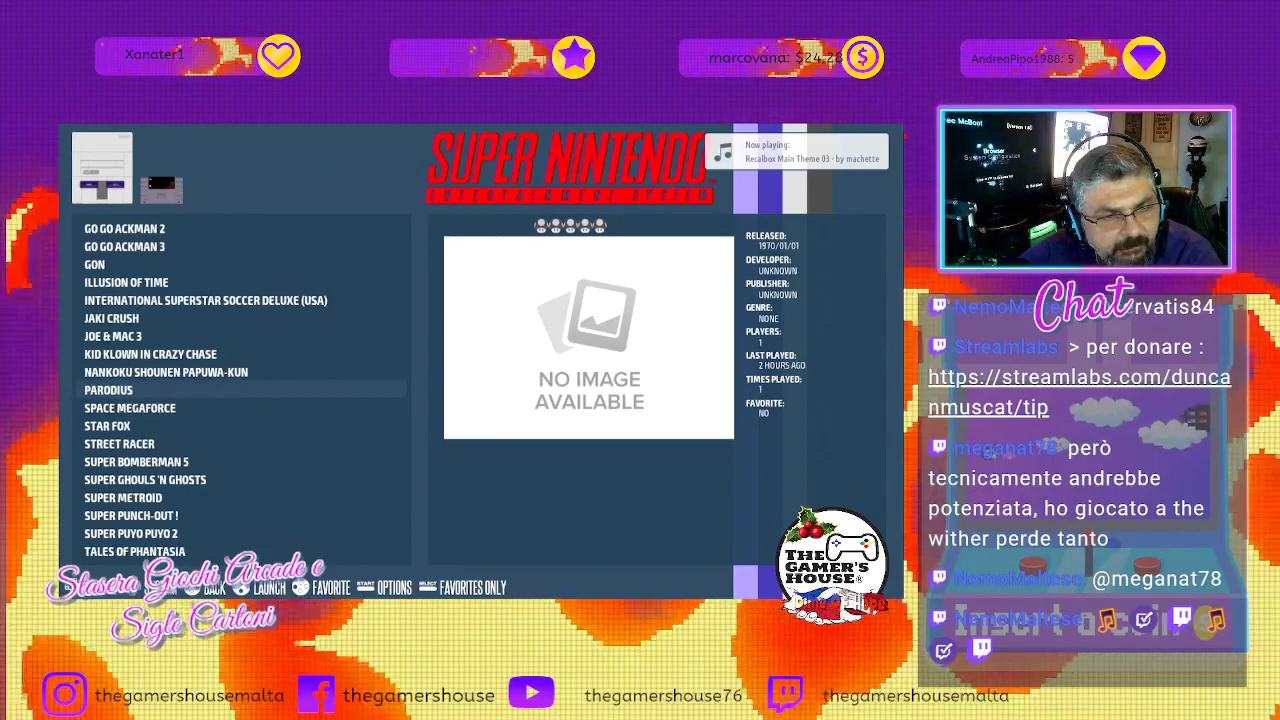 Xanater1
marcovana: $24.28
AndreaPipo1988: 5
SUPER NINTENDO
ENTERTAINMENT SYSTEM
Now playing:
Recalbox Main Theme 03 - by machette
GO GO ACKMAN 2
GO GO ACKMAN 3
GON
ILLUSION OF TIME
INTERNATIONAL SUPERSTAR SOCCER DELUXE (USA)
JAKI CRUSH
JOE & MAC 3
KID KLOWN IN CRAZY CHASE
NANKOKU SHOUNEN PAPUWA-KUN
PARODIUS
SPACE MEGAFORCE
STAR FOX
STREET RACER
SUPER BOMBERMAN 5
SUPER GHOULS 'N GHOSTS
SUPER METROID
SUPER PUNCH-OUT !
SUPER PUYO PUYO 2
TALES OF PHANTASIA
NO IMAGE
AVAILABLE
RELEASED:
1970/01/01
DEVELOPER:
UNKNOWN
PUBLISHER:
UNKNOWN
GENRE:
NONE
PLAYERS:
1
LAST PLAYED:
2 HOURS AGO
TIMES PLAYED:
1
FAVORITE:
NO
BACK LAUNCH FAVORITE START OPTIONS SELECT FAVORITES ONLY
Stasera Giochi Arcade e
Sigle Cartoni
THE
GAMER'S
HOUSE®
Browser
System Configuration
Chat
rvatis84
Streamlabs > per donare :
https://streamlabs.com/dunca
nmuscat/tip
meganat78 però
tecnicamente andrebbe
potenziata, ho giocato a the
wither perde tanto
NemoMaltese @meganat78
NemoMaltese
Insert a coin
thegamershousemalta
thegamershouse
thegamershouse76
thegamershousemalta